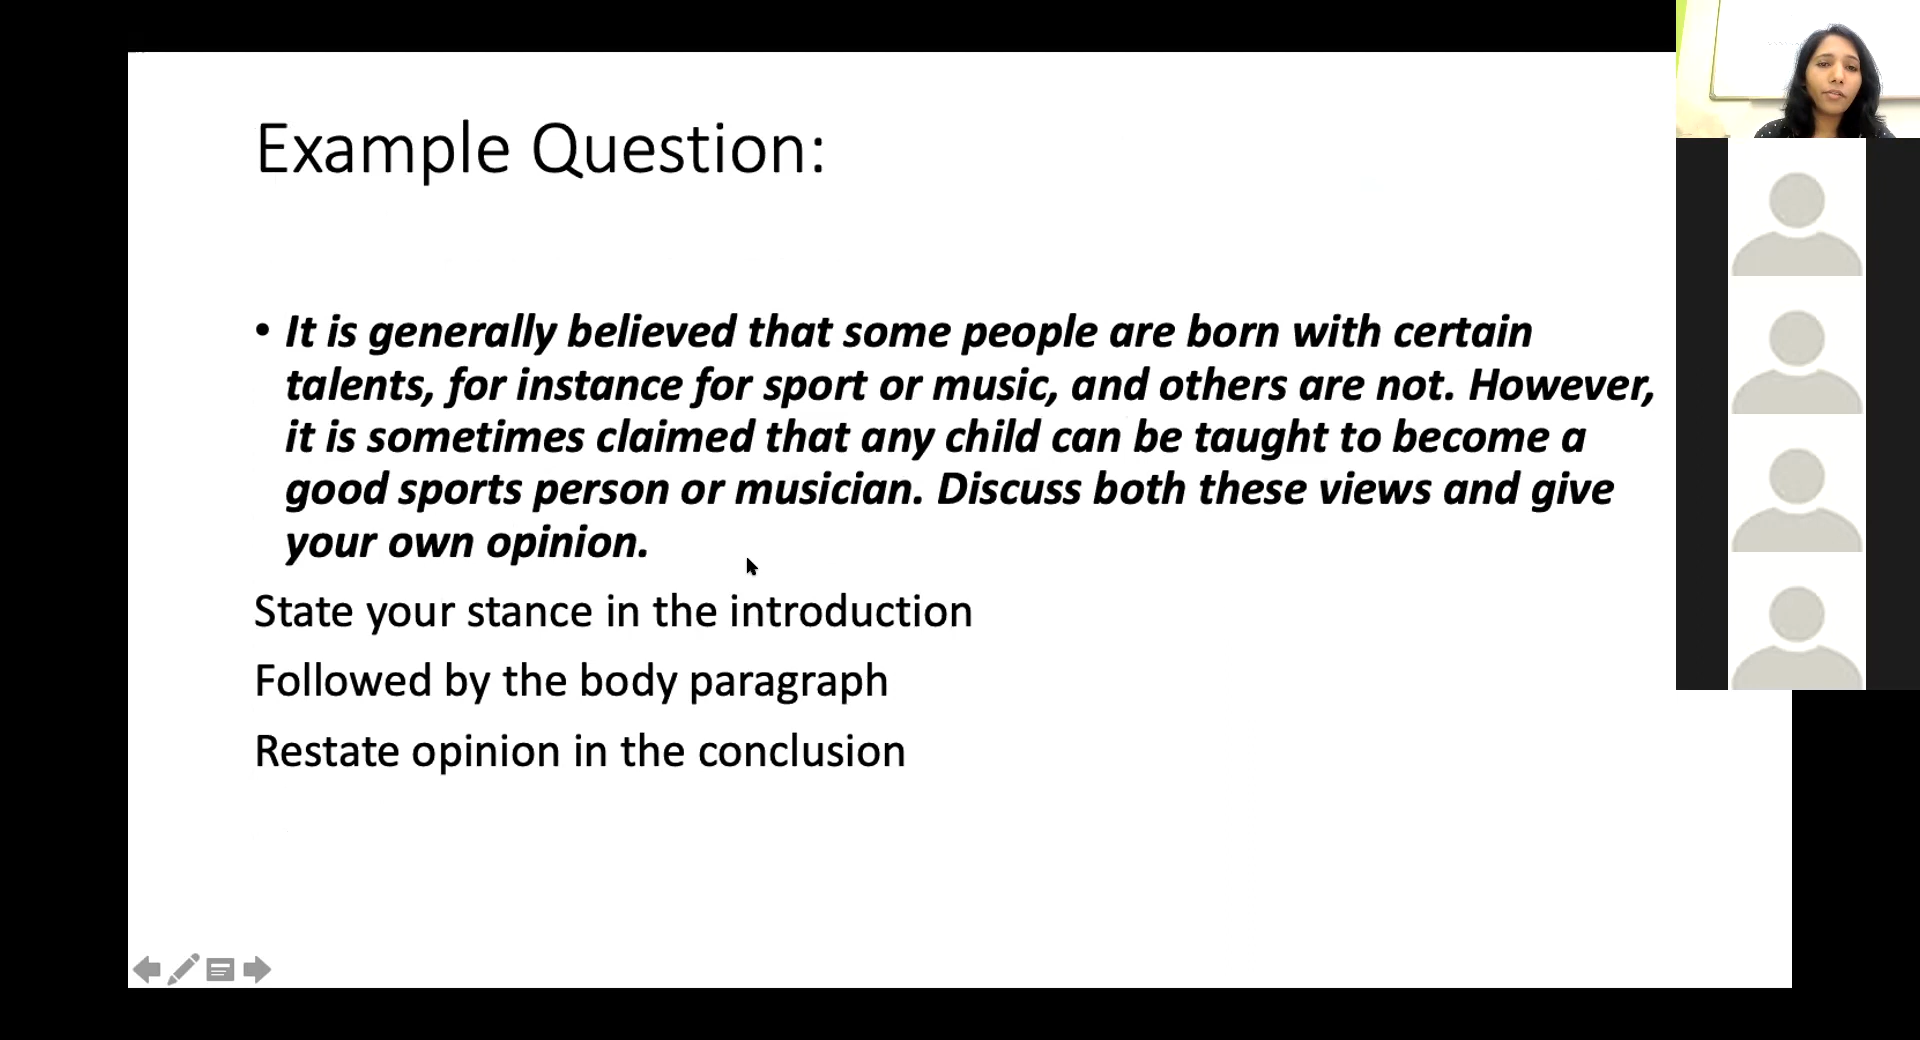 Example Question:
• It is generally believed that some people are born with certain
talents, for instance for sport or music, and others are not. However,
it is sometimes claimed that any child can be taught to become a
good sports person or musician. Discuss both these views and give
your own opinion.
State your stance in the introduction
Followed by the body paragraph
Restate opinion in the conclusion